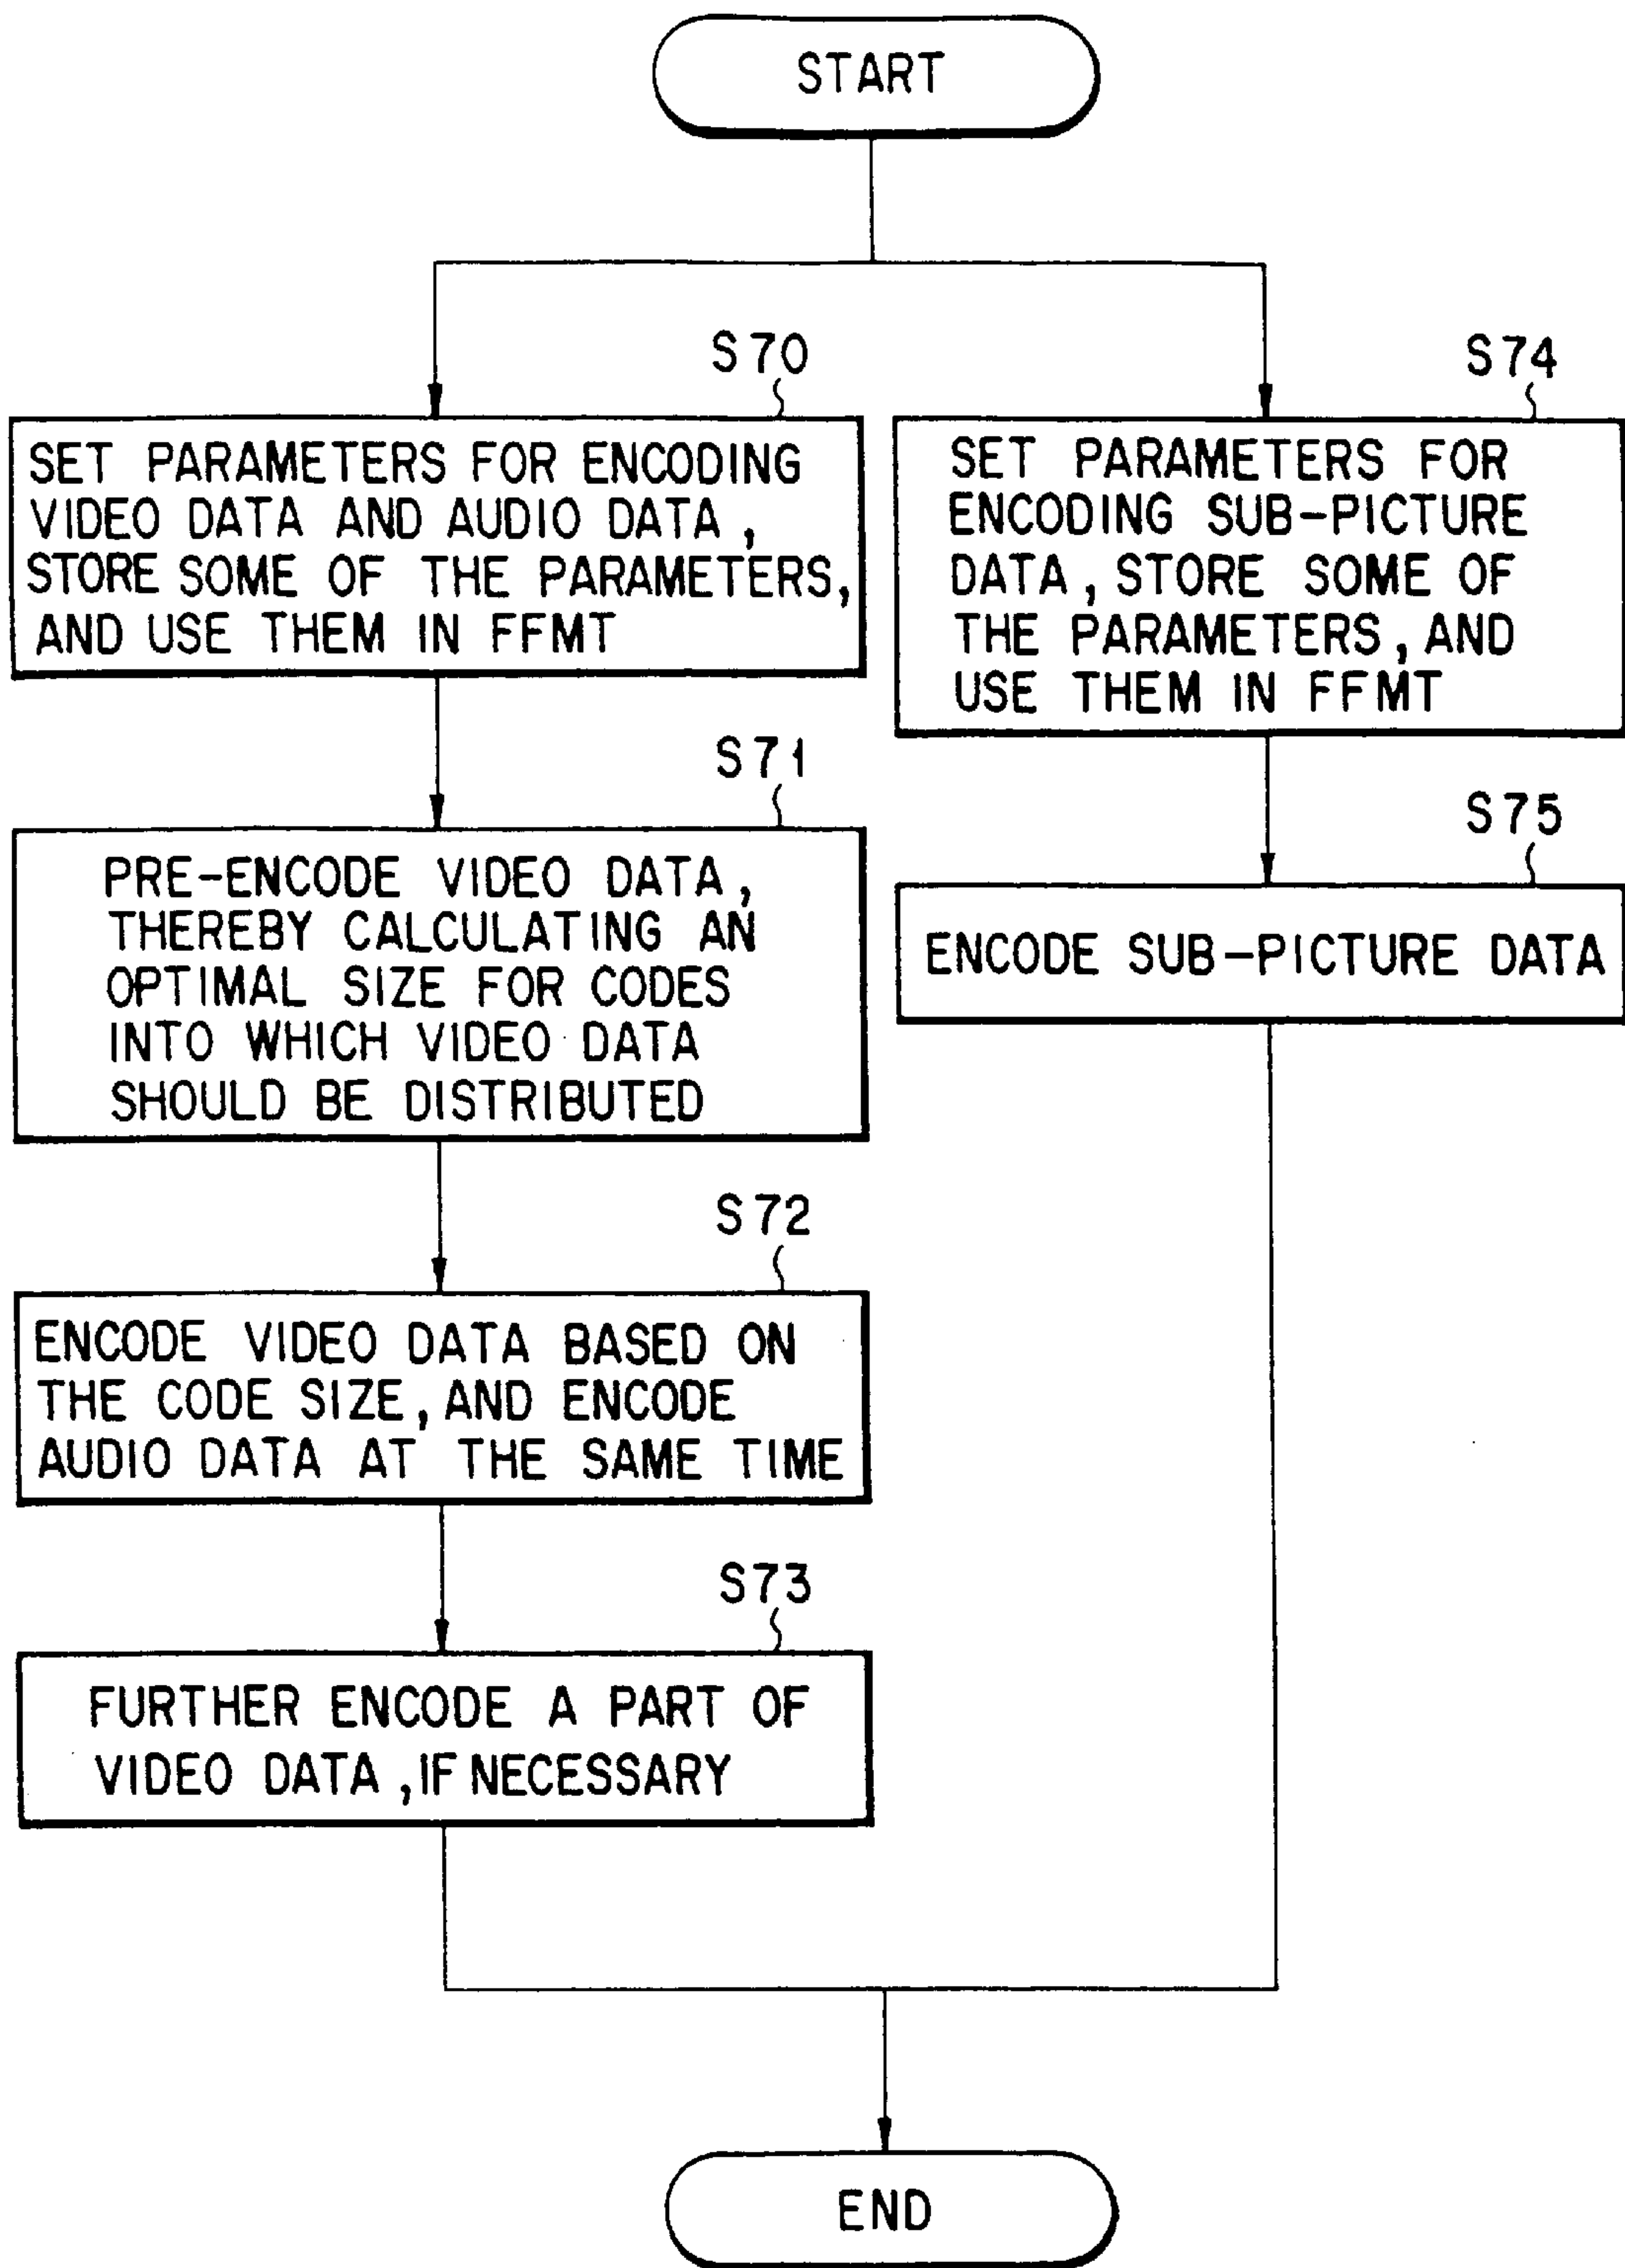 START
S70
SET PARAMETERS FOR ENCODING
VIDEO DATA AND AUDIO DATA,
STORE SOME OF THE PARAMETERS,
AND USE THEM IN FFMT
S71
PRE-ENCODE VIDEO DATA,
THEREBY CALCULATING AN
OPTIMAL SIZE FOR CODES
INTO WHICH VIDEO DATA
SHOULD BE DISTRIBUTED
S72
ENCODE VIDEO DATA BASED ON
THE CODE SIZE, AND ENCODE
AUDIO DATA AT THE SAME TIME
S73
FURTHER ENCODE A PART OF
VIDEO DATA, IF NECESSARY
S74
SET PARAMETERS FOR
ENCODING SUB-PICTURE
DATA, STORE SOME OF
THE PARAMETERS, AND
USE THEM IN FFMT
S75
ENCODE SUB-PICTURE DATA
END